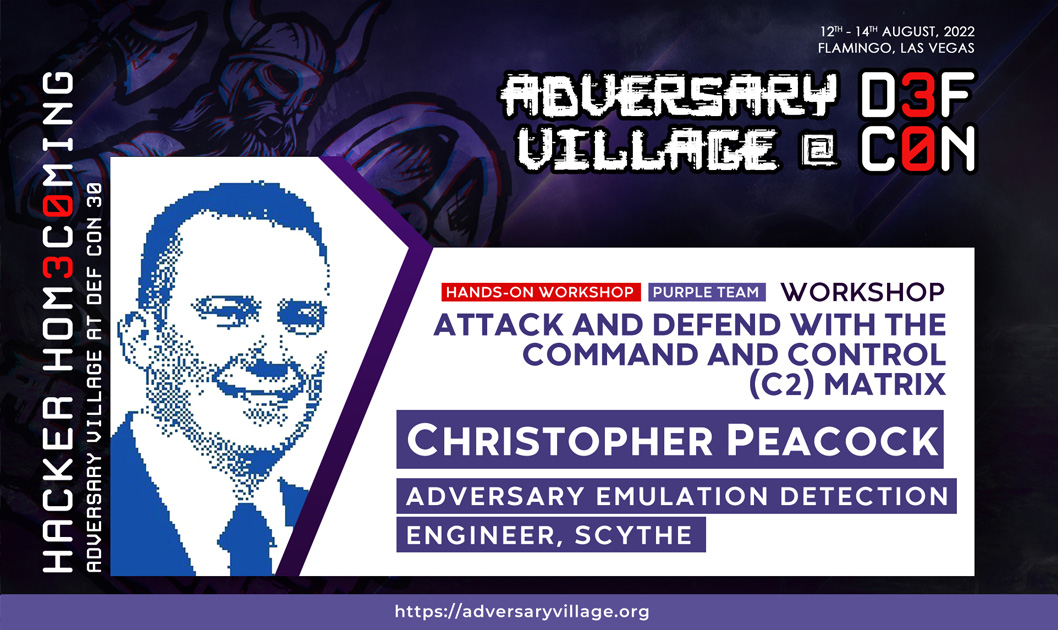 12TH - 14TH AUGUST, 2022
FLAMINGO, LAS VEGAS
ADVERSARY D3F
VILLAGE @ C0N
HACKER HOM3C0MING
ADVERSARY VILLAGE AT DEF CON 30
HANDS-ON WORKSHOP PURPLE TEAM WORKSHOP
ATTACK AND DEFEND WITH THE
COMMAND AND CONTROL
(C2) MATRIX
CHRISTOPHER PEACOCK
ADVERSARY EMULATION DETECTION
ENGINEER, SCYTHE
https://adversaryvillage.org